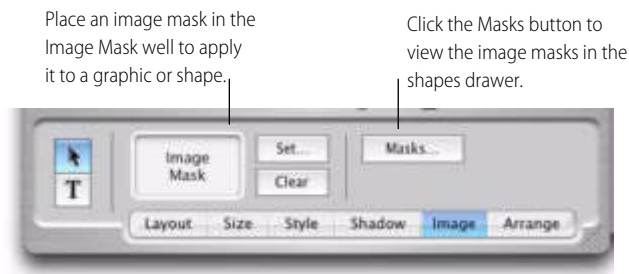 Place an image mask in the
Image Mask well to apply
it to a graphic or shape.
Click the Masks button to
view the image masks in the
shapes drawer.
Image
Mask
Set...
Clear
Masks...
T
Layout Size Style Shadow Image Arrange